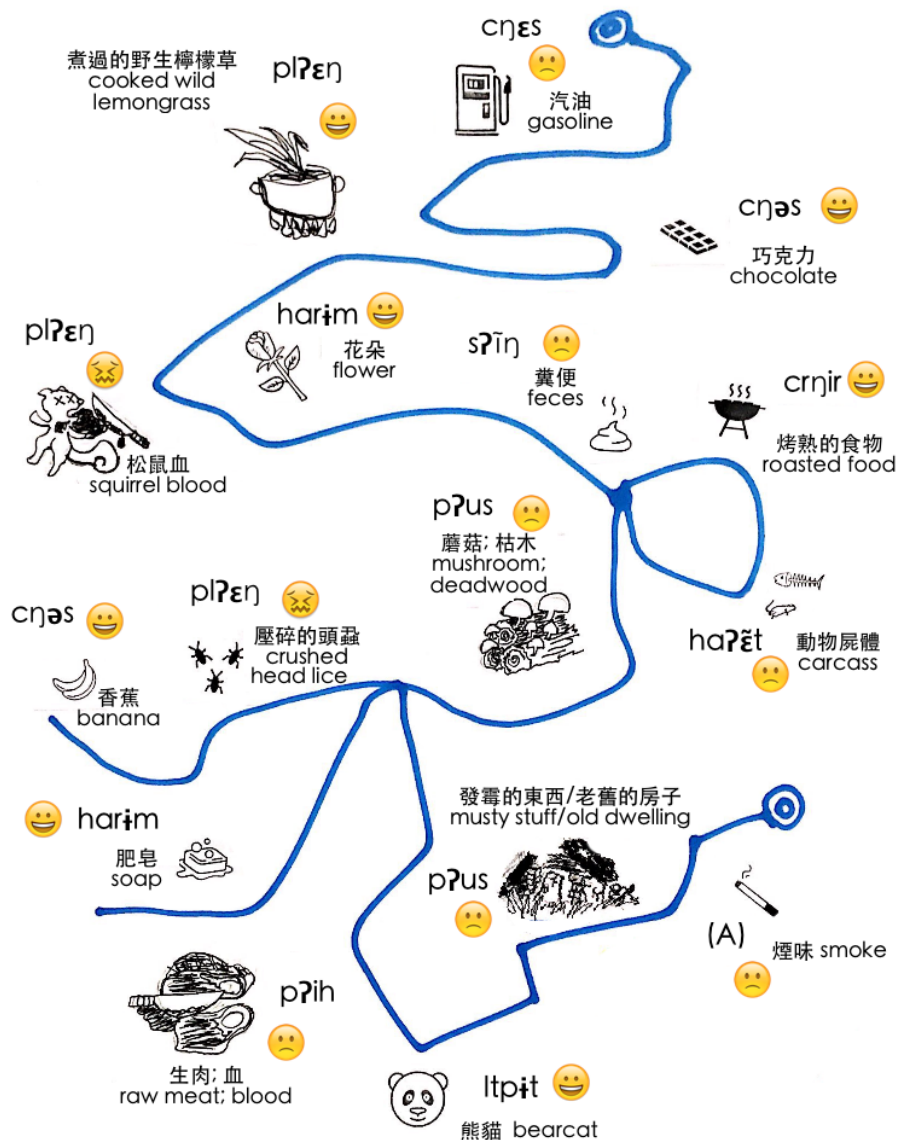 cŋɛs
汽油
gasoline
煮過的野生檸檬草
cooked wild
lemongrass
plʔɛŋ
cŋəs
巧克力
chocolate
harɨm
花朵
flower
sʔĩŋ
糞便
feces
crŋir
烤熟的食物
roasted food
plʔɛŋ
松鼠血
squirrel blood
pʔus
蘑菇; 枯木
mushroom;
deadwood
haʔɛ̃t
動物屍體
carcass
plʔɛŋ
壓碎的頭蝨
crushed
head lice
cŋəs
香蕉
banana
harɨm
肥皂
soap
發霉的東西/老舊的房子
musty stuff/old dwelling
pʔus
(A)
煙味 smoke
pʔih
生肉; 血
raw meat; blood
ltpɨt
熊貓 bearcat